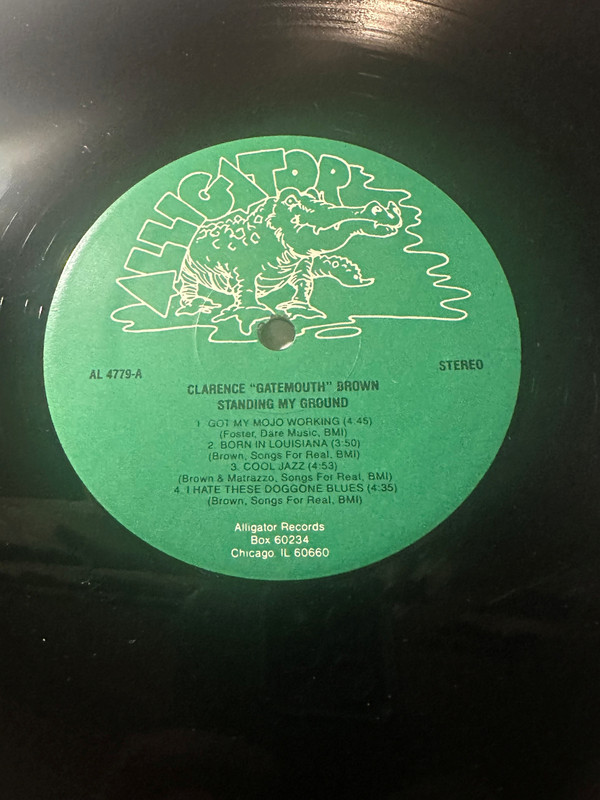 ALLIGATOR
AL 4779-A
STEREO
CLARENCE "GATEMOUTH" BROWN
STANDING MY GROUND
1. GOT MY MOJO WORKING (4:45)
(Foster, Dare Music, BMI)
2. BORN IN LOUISIANA (3:50)
(Brown, Songs For Real, BMI)
3. COOL JAZZ (4:53)
(Brown & Matrazzo, Songs For Real, BMI)
4. I HATE THESE DOGGONE BLUES (4:35)
(Brown, Songs For Real, BMI)
Alligator Records
Box 60234
Chicago, IL 60660